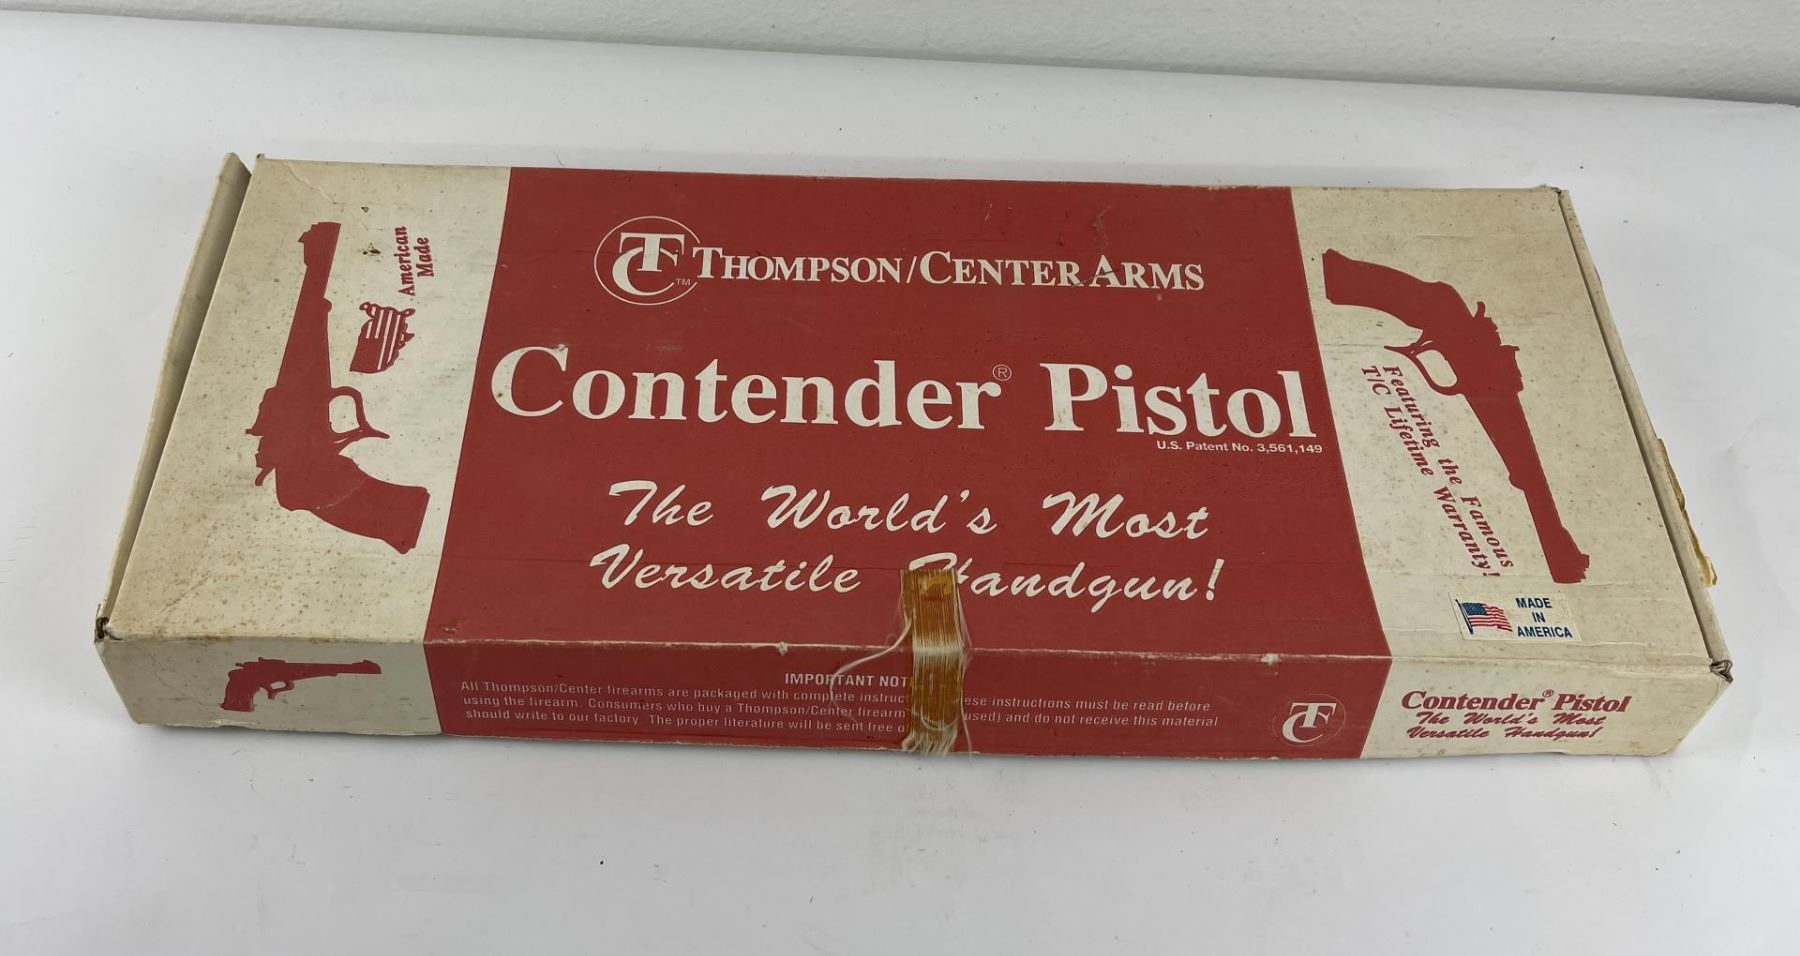 American
Made
TC™
THOMPSON/CENTER ARMS
Contender® Pistol
U.S. Patent No. 3,561,149
The World's Most
Versatile Handgun!
Featuring the Famous
T/C Lifetime Warranty!
MADE
IN
AMERICA
IMPORTANT NOT
All Thompson/Center firearms are packaged with complete instruc ese instructions must be read before
using the firearm. Consumers who buy a Thompson/Center firearm used) and do not receive this material
should write to our factory. The proper literature will be sent free o
TC
Contender® Pistol
The World's Most
Versatile Handgun!